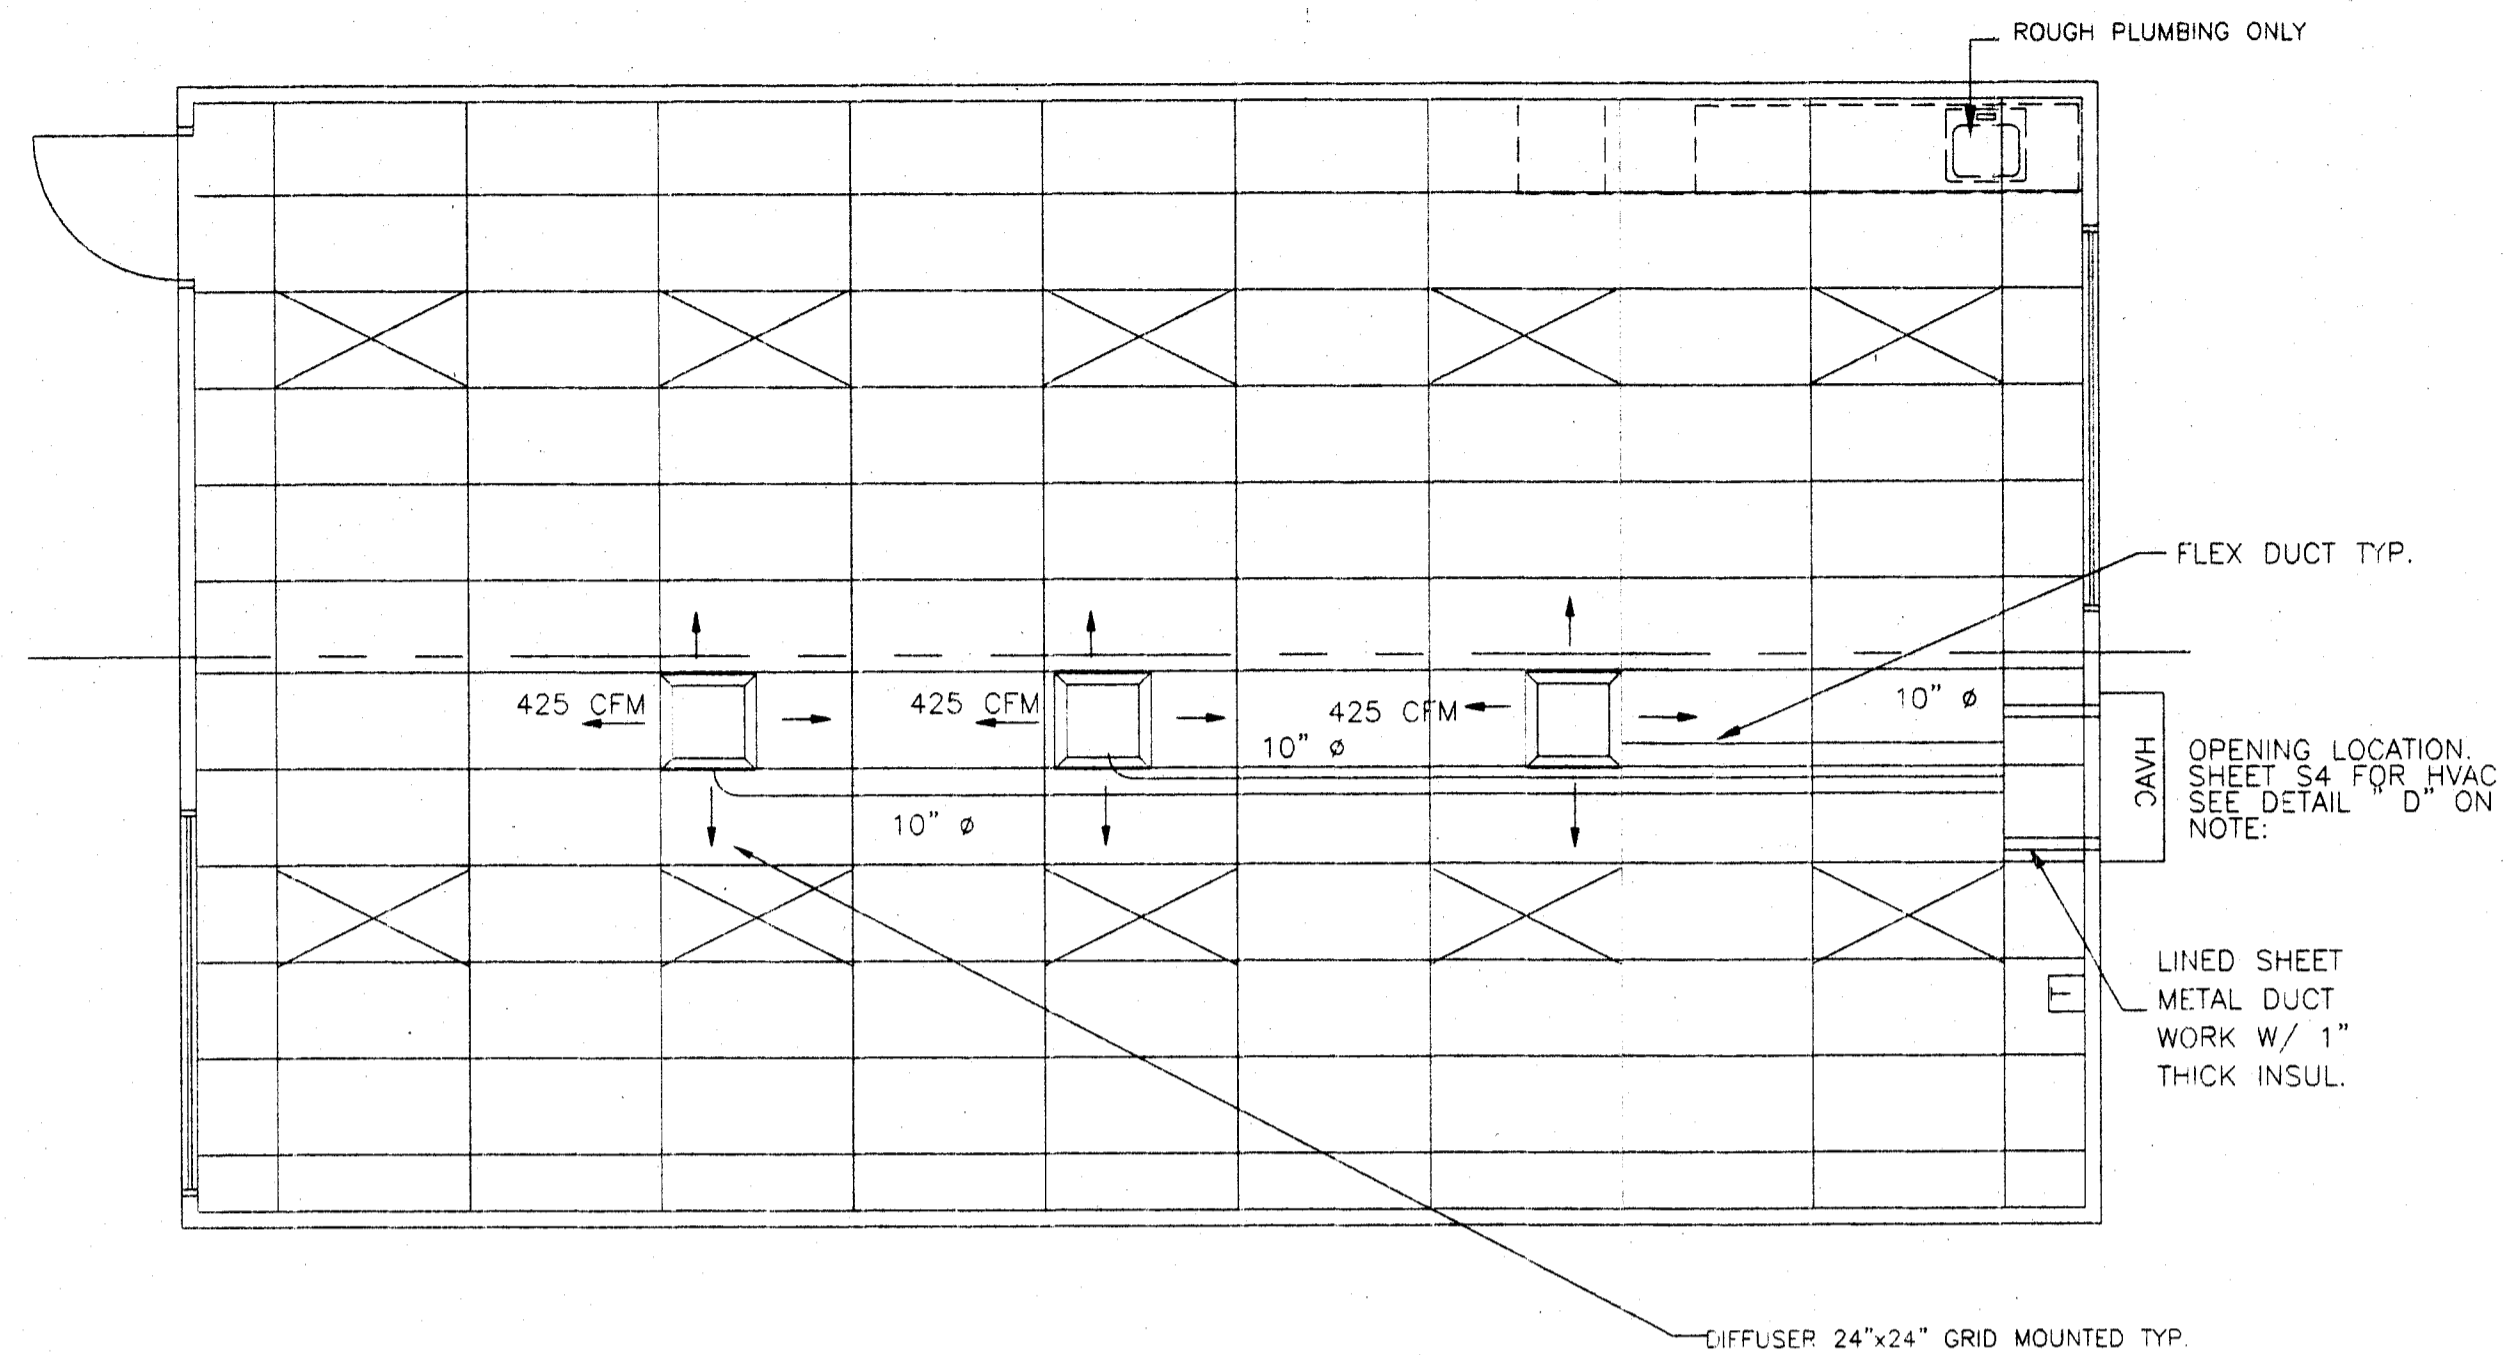 ROUGH PLUMBING ONLY
FLEX DUCT TYP.
425 CFM
425 CFM
425 CFM
10" ø
10" ø
10" ø
HVAC
OPENING LOCATION.
SHEET S4 FOR HVAC
SEE DETAIL " D" ON
NOTE:
LINED SHEET
METAL DUCT
WORK W/ 1"
THICK INSUL.
E
DIFFUSER 24"x24" GRID MOUNTED TYP.